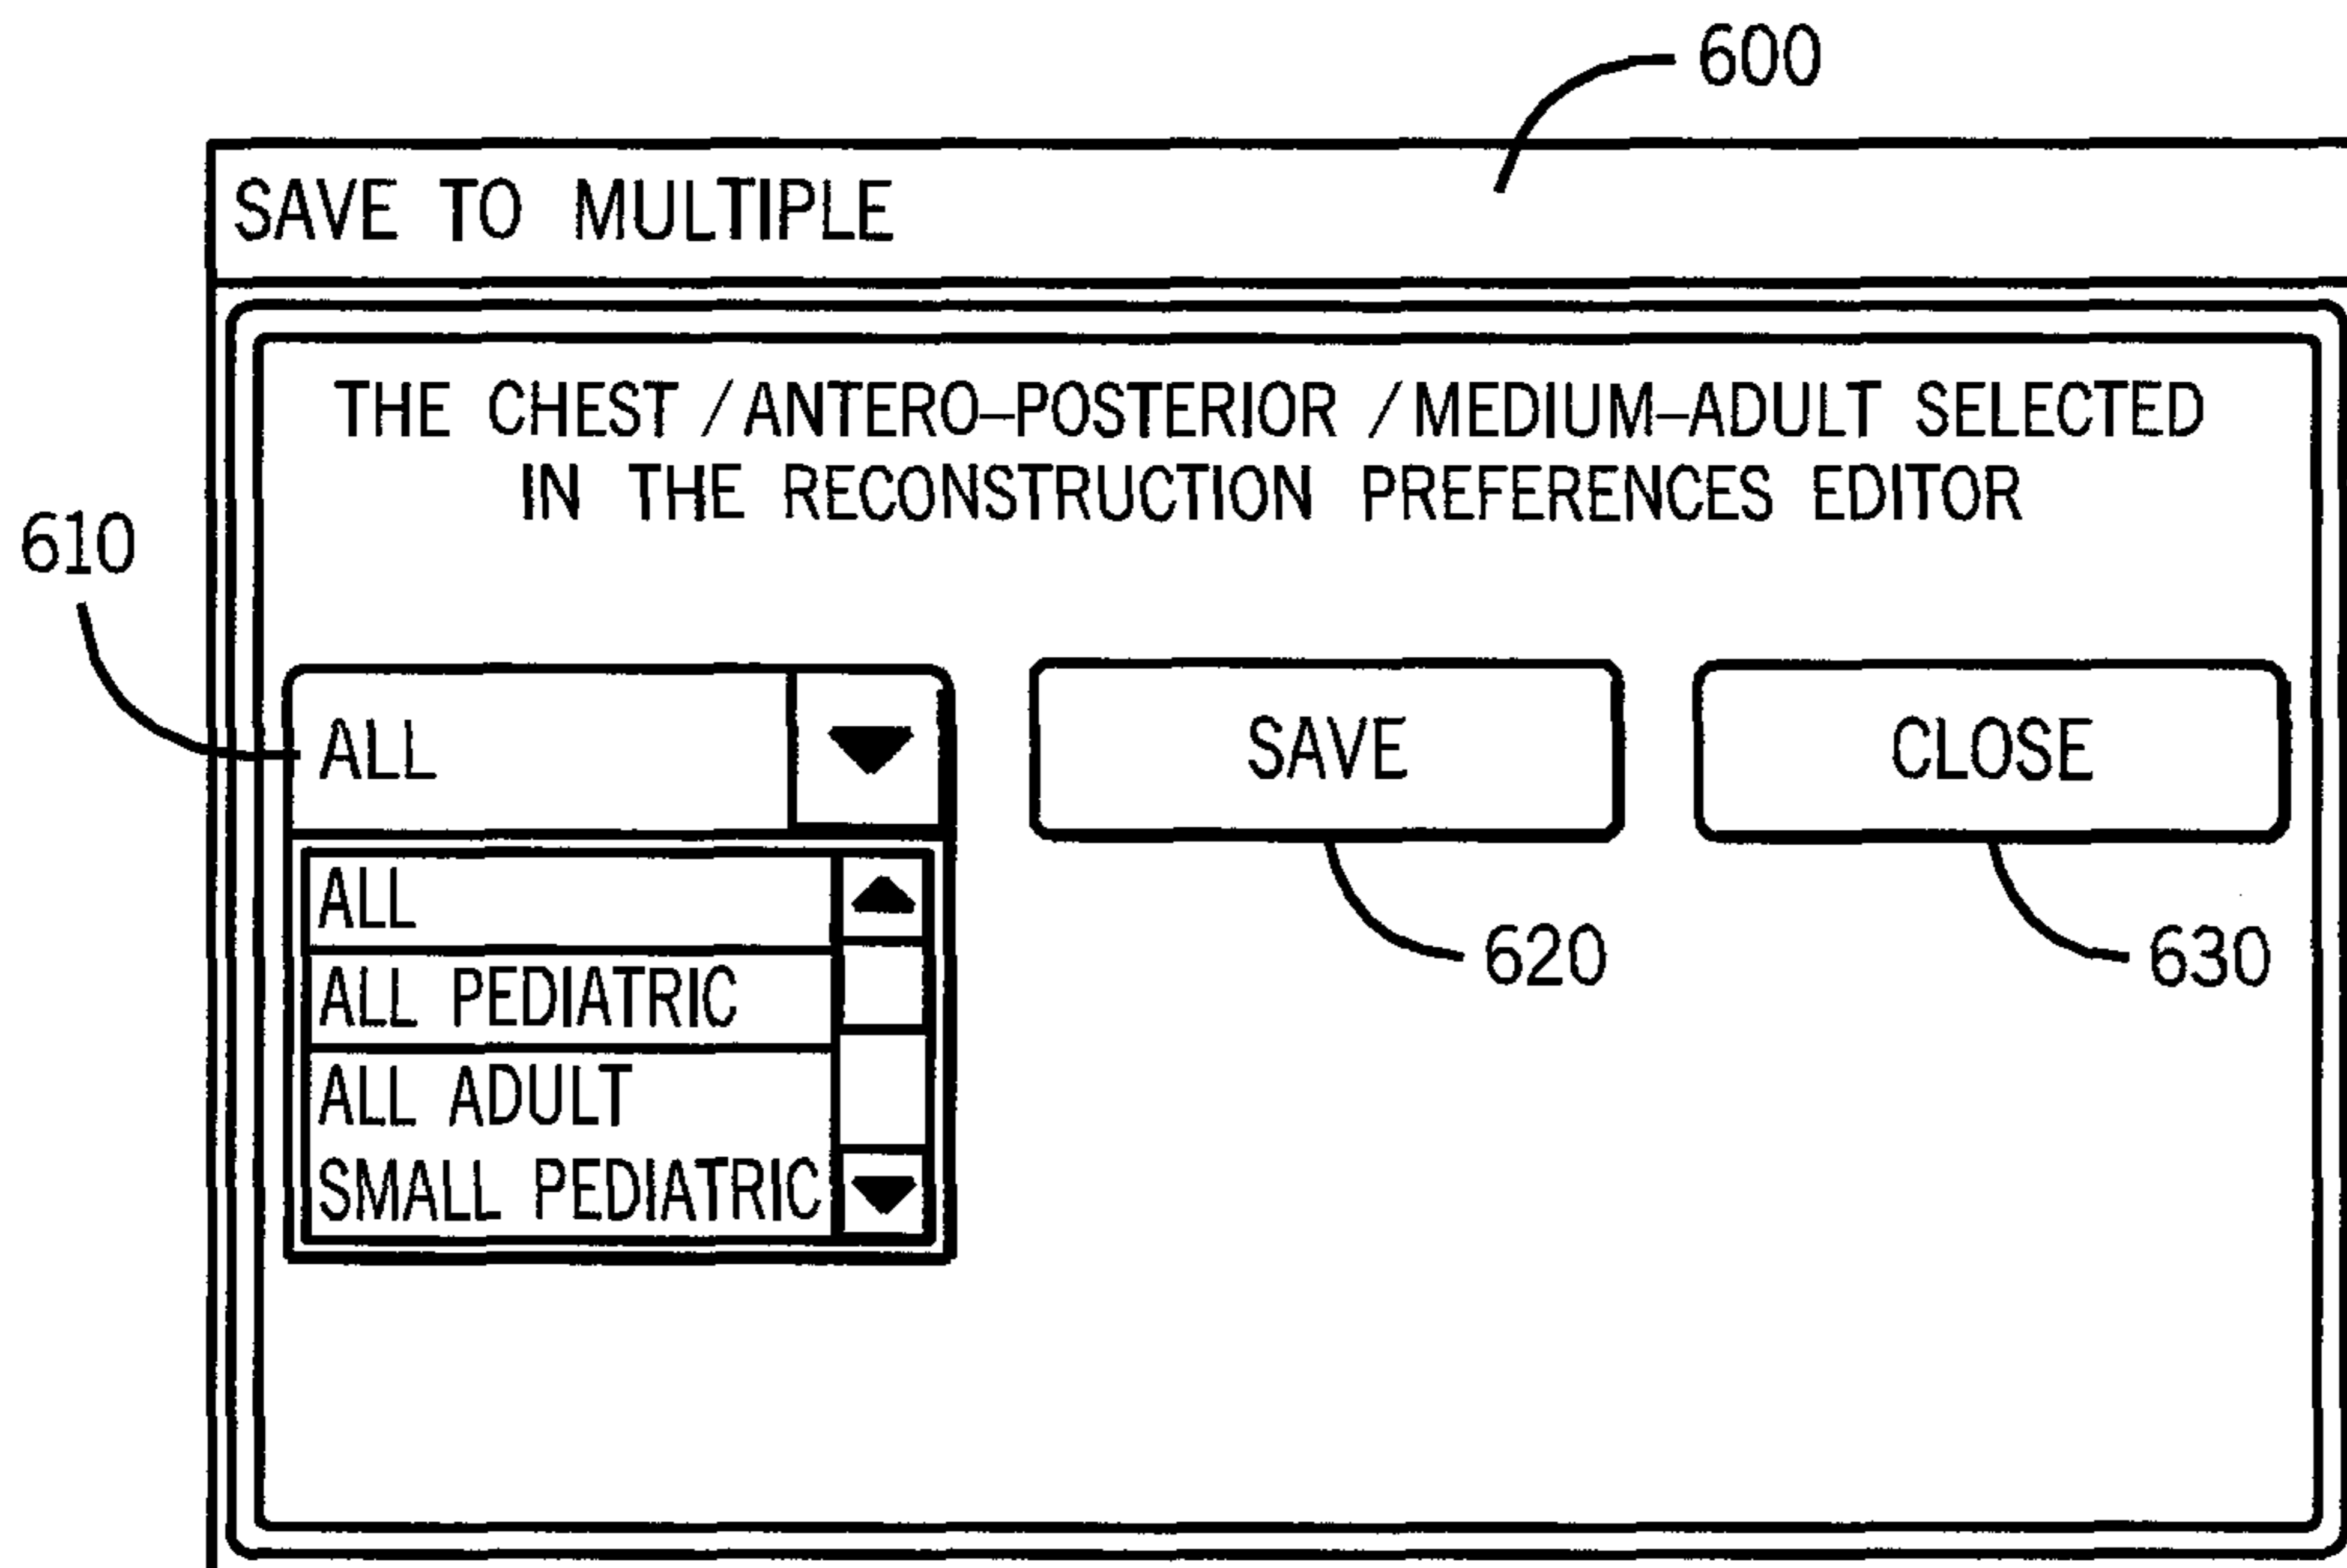 600
SAVE TO MULTIPLE
THE CHEST /ANTERO–POSTERIOR /MEDIUM–ADULT SELECTED
IN THE RECONSTRUCTION PREFERENCES EDITOR
610
ALL
SAVE
CLOSE
ALL
ALL PEDIATRIC
ALL ADULT
SMALL PEDIATRIC
620
630